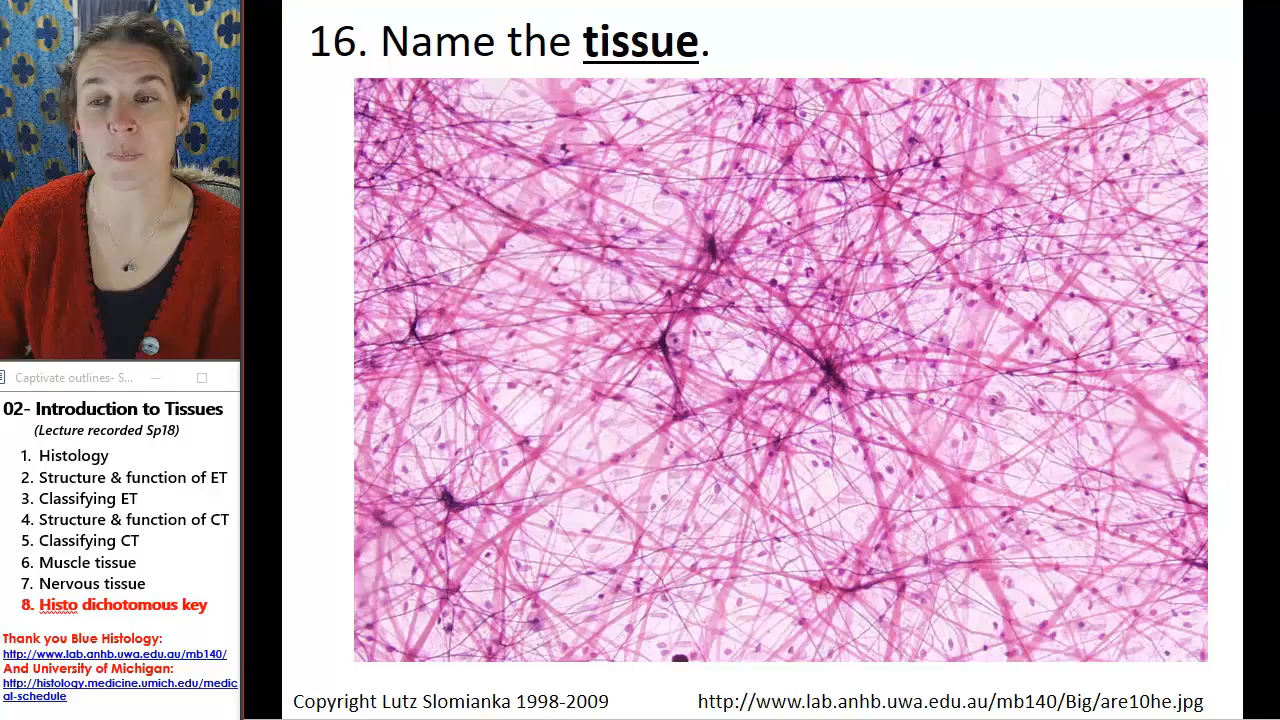 16. Name the tissue.
Captivate outlines- S...
02- Introduction to Tissues
(Lecture recorded Sp18)
1. Histology
2. Structure & function of ET
3. Classifying ET
4. Structure & function of CT
5. Classifying CT
6. Muscle tissue
7. Nervous tissue
8. Histo dichotomous key
Thank you Blue Histology:
http://www.lab.anhb.uwa.edu.au/mb140/
And University of Michigan:
http://histology.medicine.umich.edu/medic
al-schedule
Copyright Lutz Slomianka 1998-2009
http://www.lab.anhb.uwa.edu.au/mb140/Big/are10he.jpg